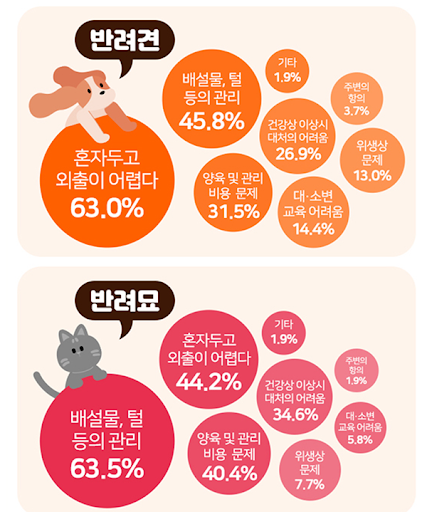 반려견
혼자두고
외출이 어렵다
63.0%
배설물, 털
등의 관리
45.8%
기타
1.9%
주변의
항의
3.7%
건강상 이상시
대처의 어려움
26.9%
위생상
문제
13.0%
양육 및 관리
비용 문제
31.5%
대·소변
교육 어려움
14.4%
반려묘
배설물, 털
등의 관리
63.5%
혼자두고
외출이 어렵다
44.2%
기타
1.9%
주변의
항의
1.9%
건강상 이상시
대처의 어려움
34.6%
대·소변
교육 어려움
5.8%
양육 및 관리
비용 문제
40.4%
위생상
문제
7.7%